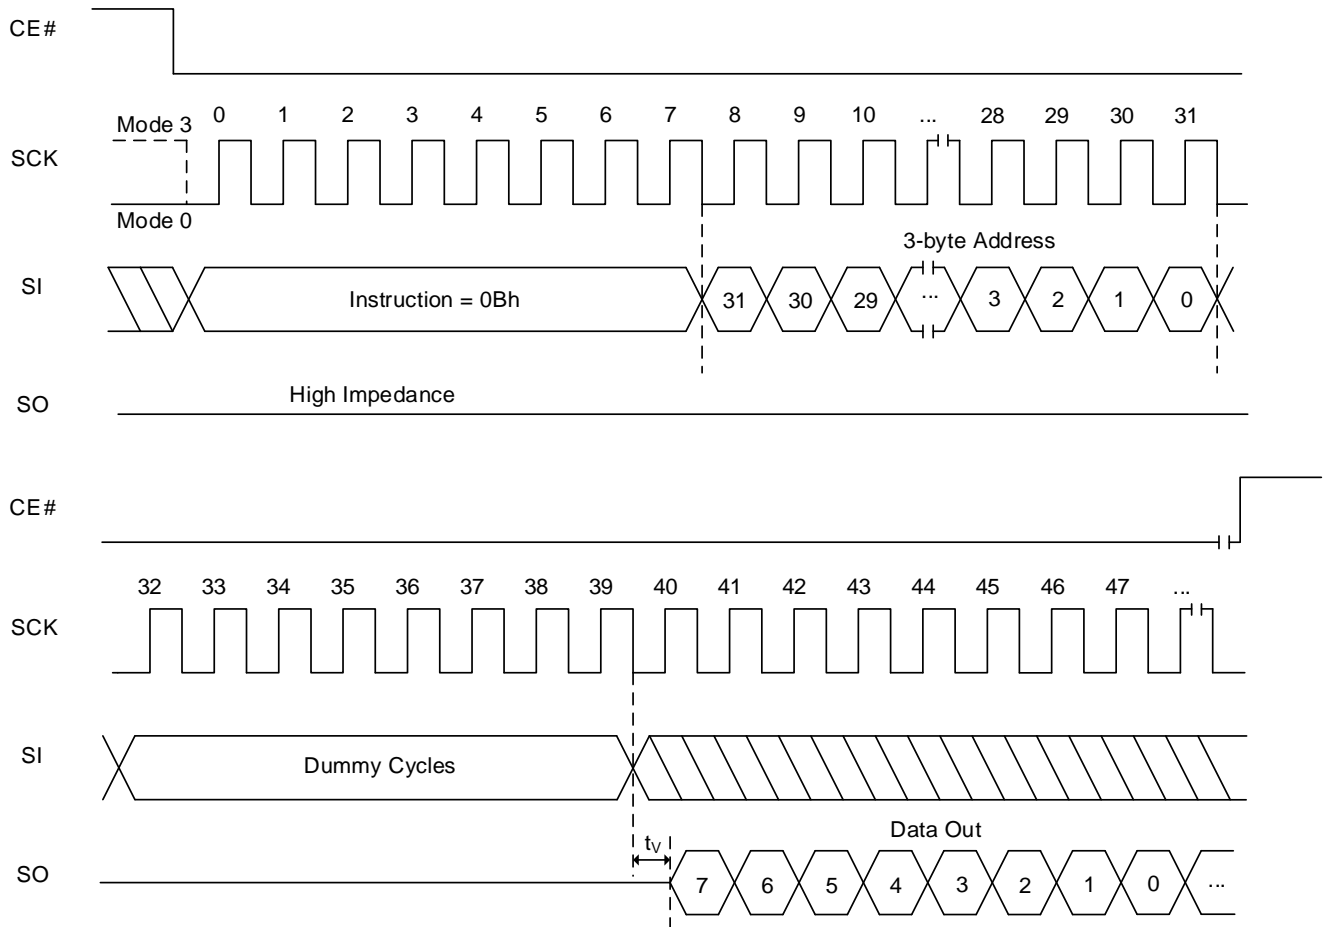 CE#
Mode 3
0 1 2 3 4 5 6 7 8 9 10 ... 28 29 30 31
SCK
Mode 0
3-byte Address
SI
Instruction = 0Bh
31 30 29 ... 3 2 1 0
High Impedance
SO
CE#
32 33 34 35 36 37 38 39 40 41 42 43 44 45 46 47 ...
SCK
SI
Dummy Cycles
Data Out
tV
SO
7 6 5 4 3 2 1 0 ...